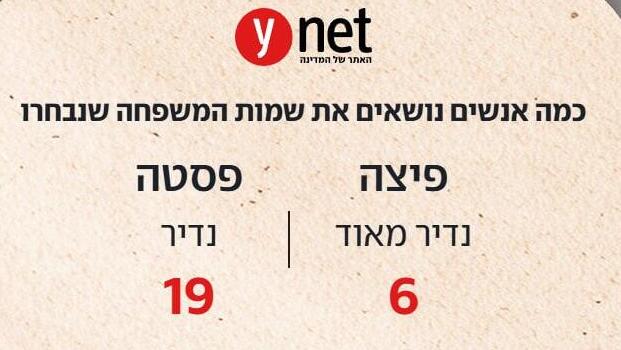 ynet
האתר של המדינה
כמה אנשים נושאים את שמות המשפחה שנבחרו
פיצה
נדיר מאוד
6
פסטה
נדיר
19